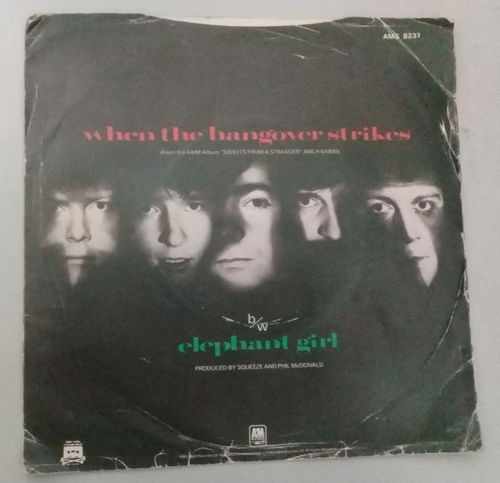 AMS 8237
when the hangover strikes
(From the A&M Album "SWEETS FROM A STRANGER" AMLH 64899)
b/w
elephant girl
PRODUCED BY SQUEEZE AND PHIL McDONALD
A&M